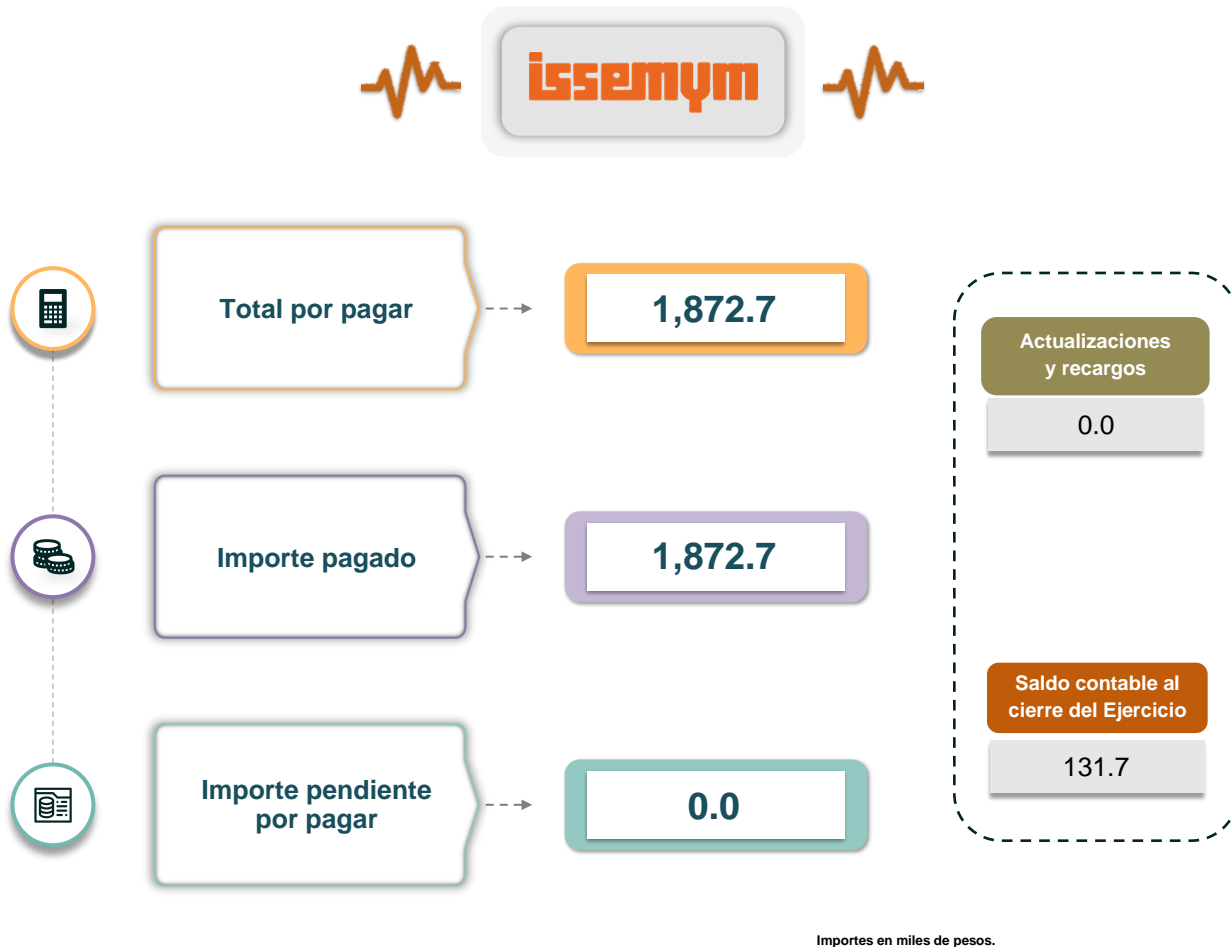 issemym
Total por pagar
1,872.7
Actualizaciones
y recargos
0.0
Importe pagado
1,872.7
Saldo contable al
cierre del Ejercicio
131.7
Importe pendiente
por pagar
0.0
Importes en miles de pesos.